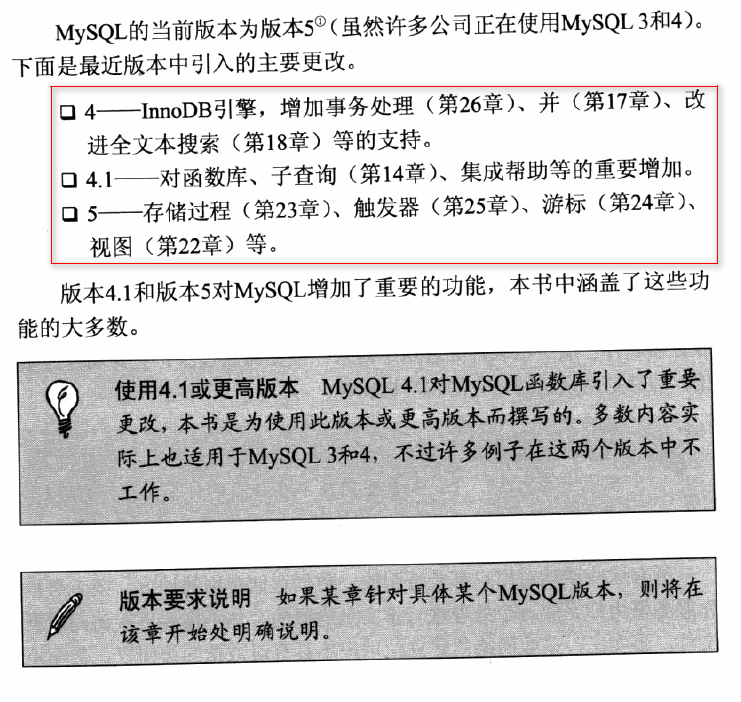 MySQL的当前版本为版本5①(虽然许多公司正在使用MySQL 3和4)。
下面是最近版本中引入的主要更改。
❑ 4——InnoDB引擎，增加事务处理（第26章）、并（第17章）、改
进全文本搜索（第18章）等的支持。
❑ 4.1——对函数库、子查询（第14章）、集成帮助等的重要增加。
❑ 5——存储过程（第23章）、触发器（第25章）、游标（第24章）、
视图（第22章）等。
版本4.1和版本5对MySQL增加了重要的功能，本书中涵盖了这些功
能的大多数。
使用4.1或更高版本 MySQL 4.1对MySQL函数库引入了重要
更改，本书是为使用此版本或更高版本而撰写的。多数内容实
际上也适用于MySQL 3和4，不过许多例子在这两个版本中不
工作。
版本要求说明 如果某章针对具体某个MySQL版本，则将在
该章开始处明确说明。